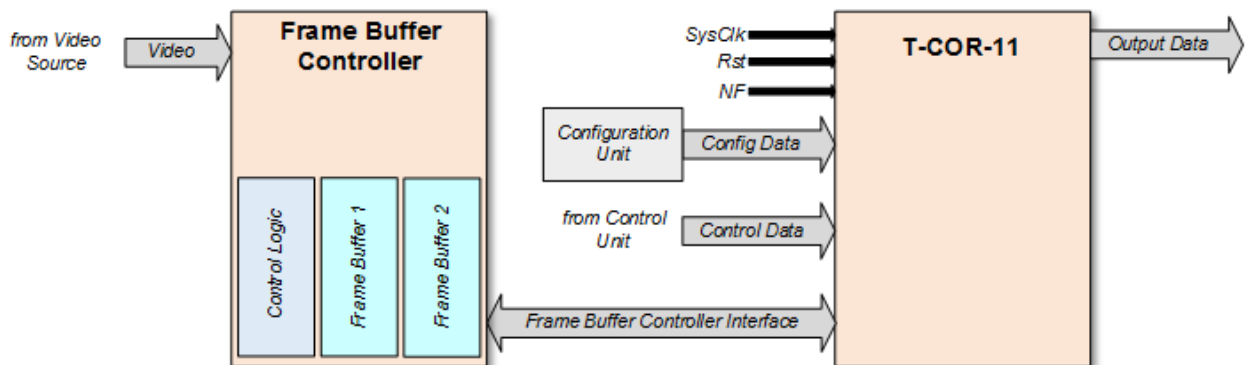 from Video
Source
Video
Frame Buffer
Controller
Control Logic
Frame Buffer 1
Frame Buffer 2
SysClk
Rst
NF
Configuration
Unit
Config Data
from Control
Unit
Control Data
Frame Buffer Controller Interface
T-COR-11
Output Data